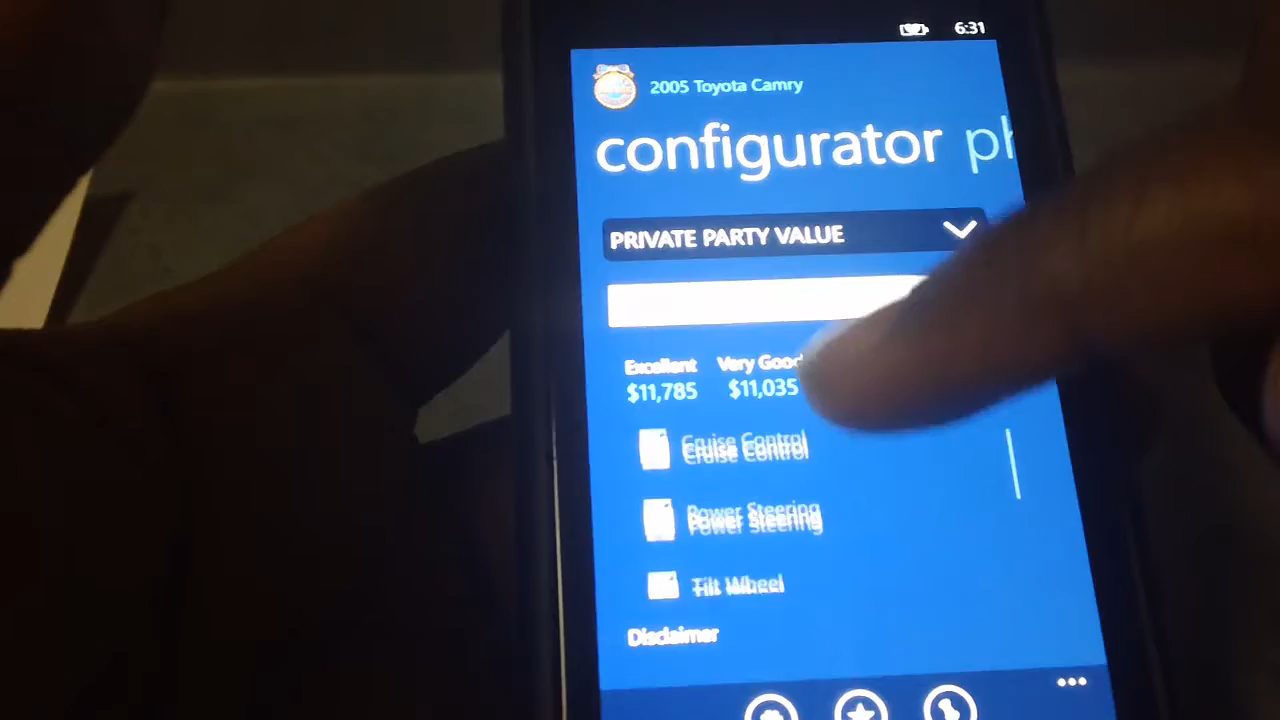 6:31
2005 Toyota Camry
configurator ph
PRIVATE PARTY VALUE
Excellent Very Good
$11,785 $11,035
Cruise Control
Power Steering
Tilt Wheel
Disclaimer